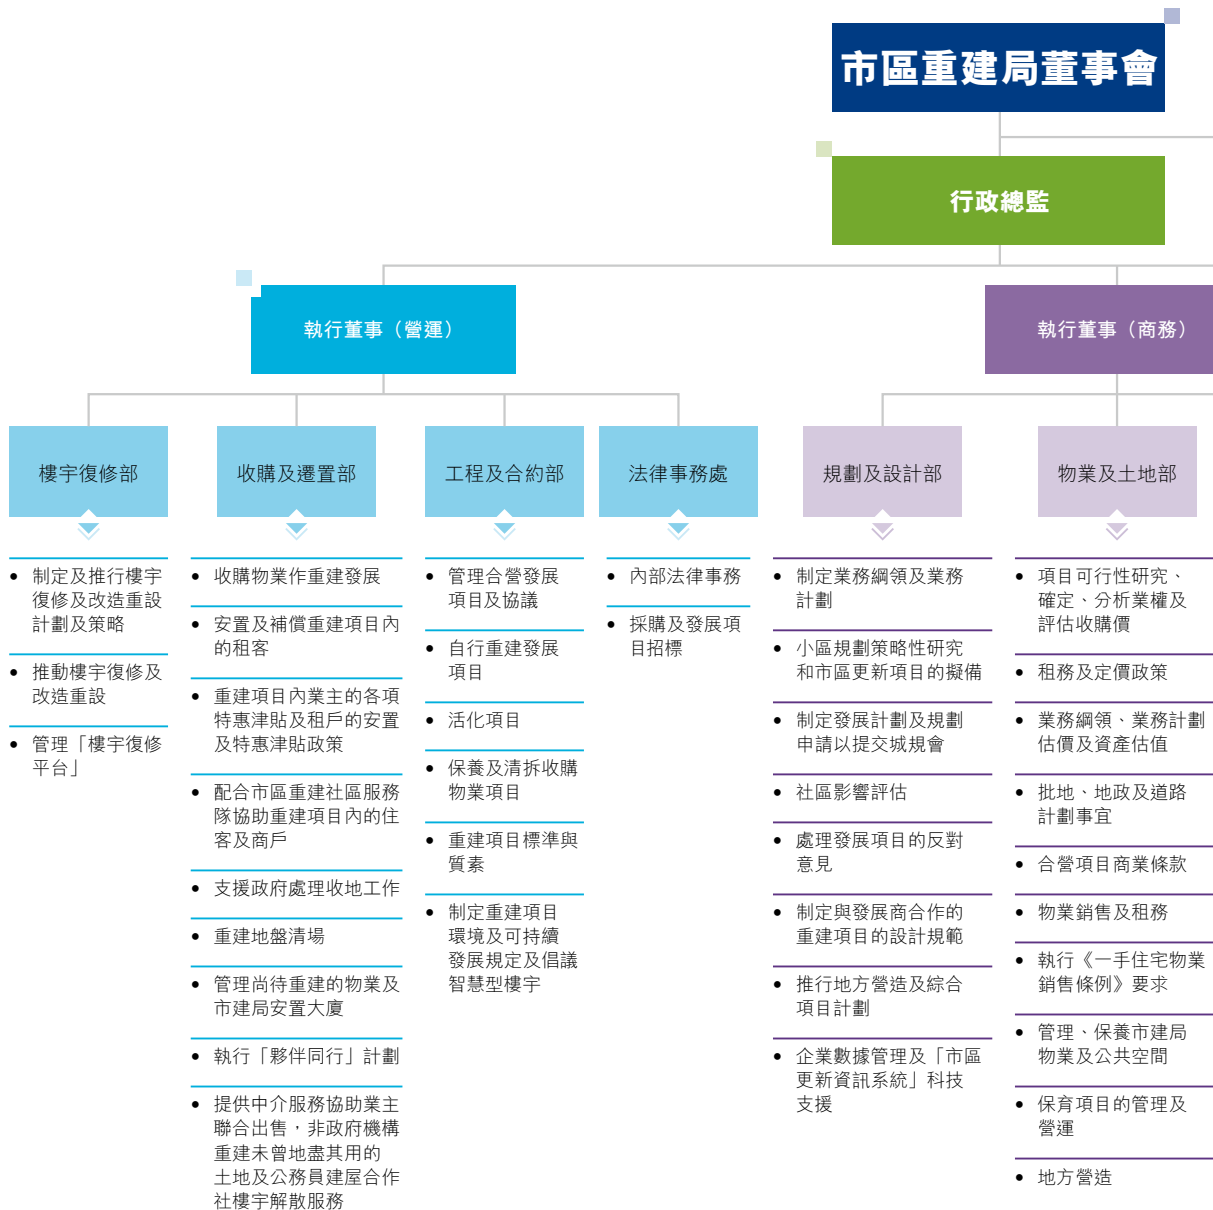 市區重建局董事會
行政總監
執行董事（營運）
執行董事（商務）
樓宇復修部
• 制定及推行樓宇
復修及改造重設
計劃及策略
• 推動樓宇復修及
改造重設
• 管理「樓宇復修
平台」
收購及遷置部
• 收購物業作重建發展
• 安置及補償重建項目內
的租客
• 重建項目內業主的各項
特惠津貼及租戶的安置
及特惠津貼政策
• 配合市區重建社區服務
隊協助重建項目內的住
客及商戶
• 支援政府處理收地工作
• 重建地盤清場
• 管理尚待重建的物業及
市建局安置大廈
• 執行「夥伴同行」計劃
• 提供中介服務協助業主
聯合出售，非政府機構
重建未曾地盡其用的
土地及公務員建屋合作
社樓宇解散服務
工程及合約部
• 管理合營發展
項目及協議
• 自行重建發展
項目
• 活化項目
• 保養及清拆收購
物業項目
• 重建項目標準與
質素
• 制定重建項目
環境及可持續
發展規定及倡議
智慧型樓宇
法律事務處
• 內部法律事務
• 採購及發展項
目招標
規劃及設計部
• 制定業務綱領及業務
計劃
• 小區規劃策略性研究
和市區更新項目的擬備
• 制定發展計劃及規劃
申請以提交城規會
• 社區影響評估
• 處理發展項目的反對
意見
• 制定與發展商合作的
重建項目的設計規範
• 推行地方營造及綜合
項目計劃
• 企業數據管理及「市區
更新資訊系統」科技
支援
物業及土地部
• 項目可行性研究、
確定、分析業權及
評估收購價
• 租務及定價政策
• 業務綱領、業務計劃
估價及資產估值
• 批地、地政及道路
計劃事宜
• 合營項目商業條款
• 物業銷售及租務
• 執行《一手住宅物業
銷售條例》要求
• 管理、保養市建局
物業及公共空間
• 保育項目的管理及
營運
• 地方營造